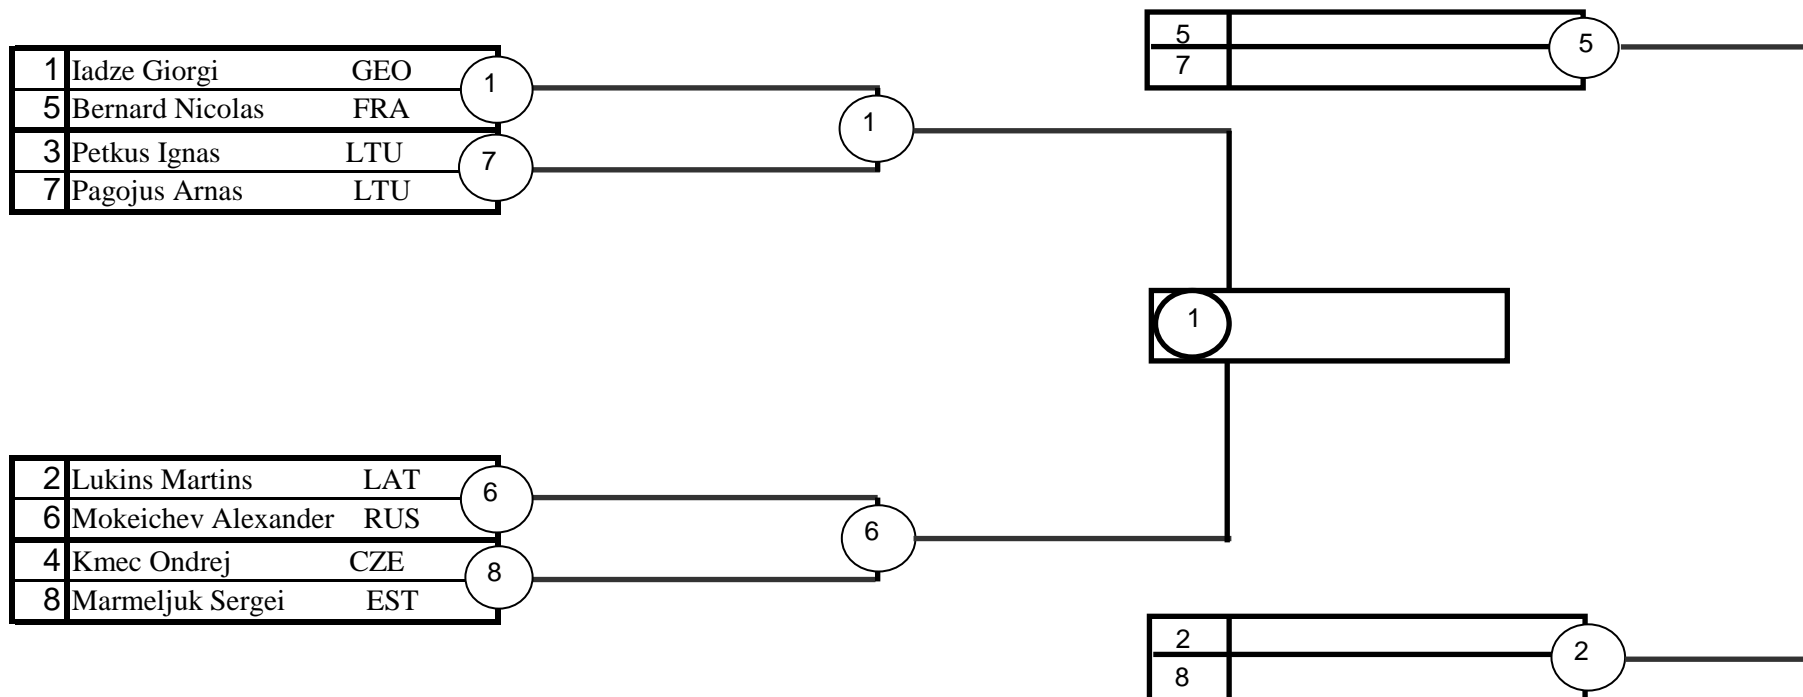 5
7
5
1 Iadze Giorgi GEO
5 Bernard Nicolas FRA
1
3 Petkus Ignas LTU
7 Pagojus Arnas LTU
7
1
1
2 Lukins Martins LAT
6 Mokeichev Alexander RUS
6
4 Kmec Ondrej CZE
8 Marmeljuk Sergei EST
8
6
2
8
2